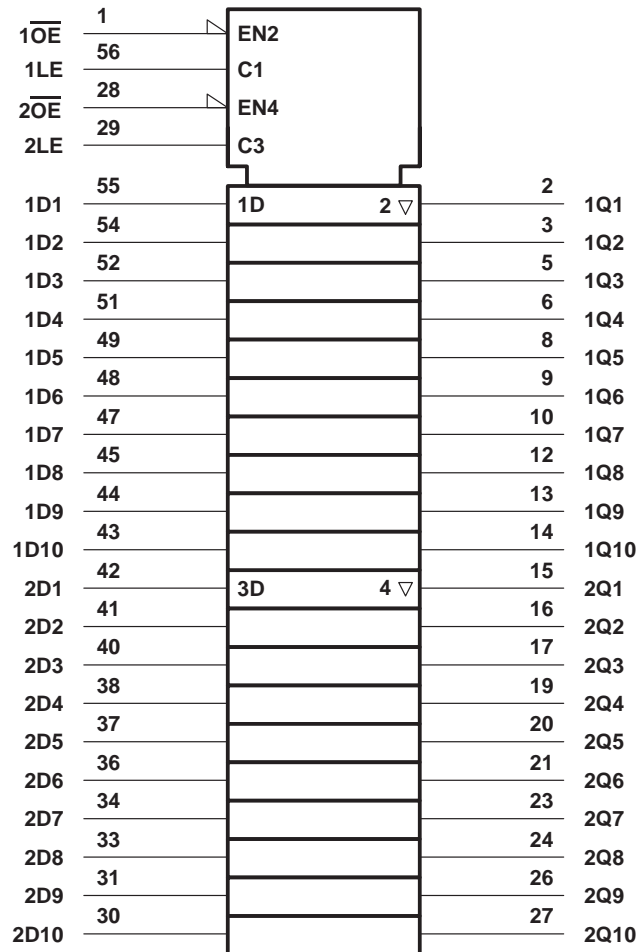 1O̅E̅ 1 EN2
1LE 56 C1
2O̅E̅ 28 EN4
2LE 29 C3
1D1 55 1D 2 ▽ 2 1Q1
1D2 54 3 1Q2
1D3 52 5 1Q3
1D4 51 6 1Q4
1D5 49 8 1Q5
1D6 48 9 1Q6
1D7 47 10 1Q7
1D8 45 12 1Q8
1D9 44 13 1Q9
1D10 43 14 1Q10
2D1 42 3D 4 ▽ 15 2Q1
2D2 41 16 2Q2
2D3 40 17 2Q3
2D4 38 19 2Q4
2D5 37 20 2Q5
2D6 36 21 2Q6
2D7 34 23 2Q7
2D8 33 24 2Q8
2D9 31 26 2Q9
2D10 30 27 2Q10